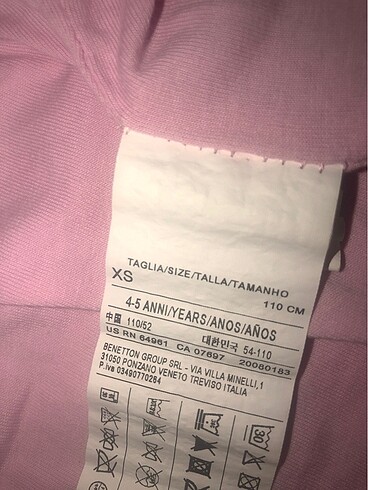 TAGLIA/SIZE/TALLA/TAMANHO
XS 110 CM
4-5 ANNI/YEARS/ANOS/AÑOS
中国 110/52 대한민국 54-110
US RN 64961 CA 07697 20080183
BENETTON GROUP SRL - VIA VILLA MINELLI,1
31050 PONZANO VENETO TREVISO ITALIA
P.iva 03490770264
30